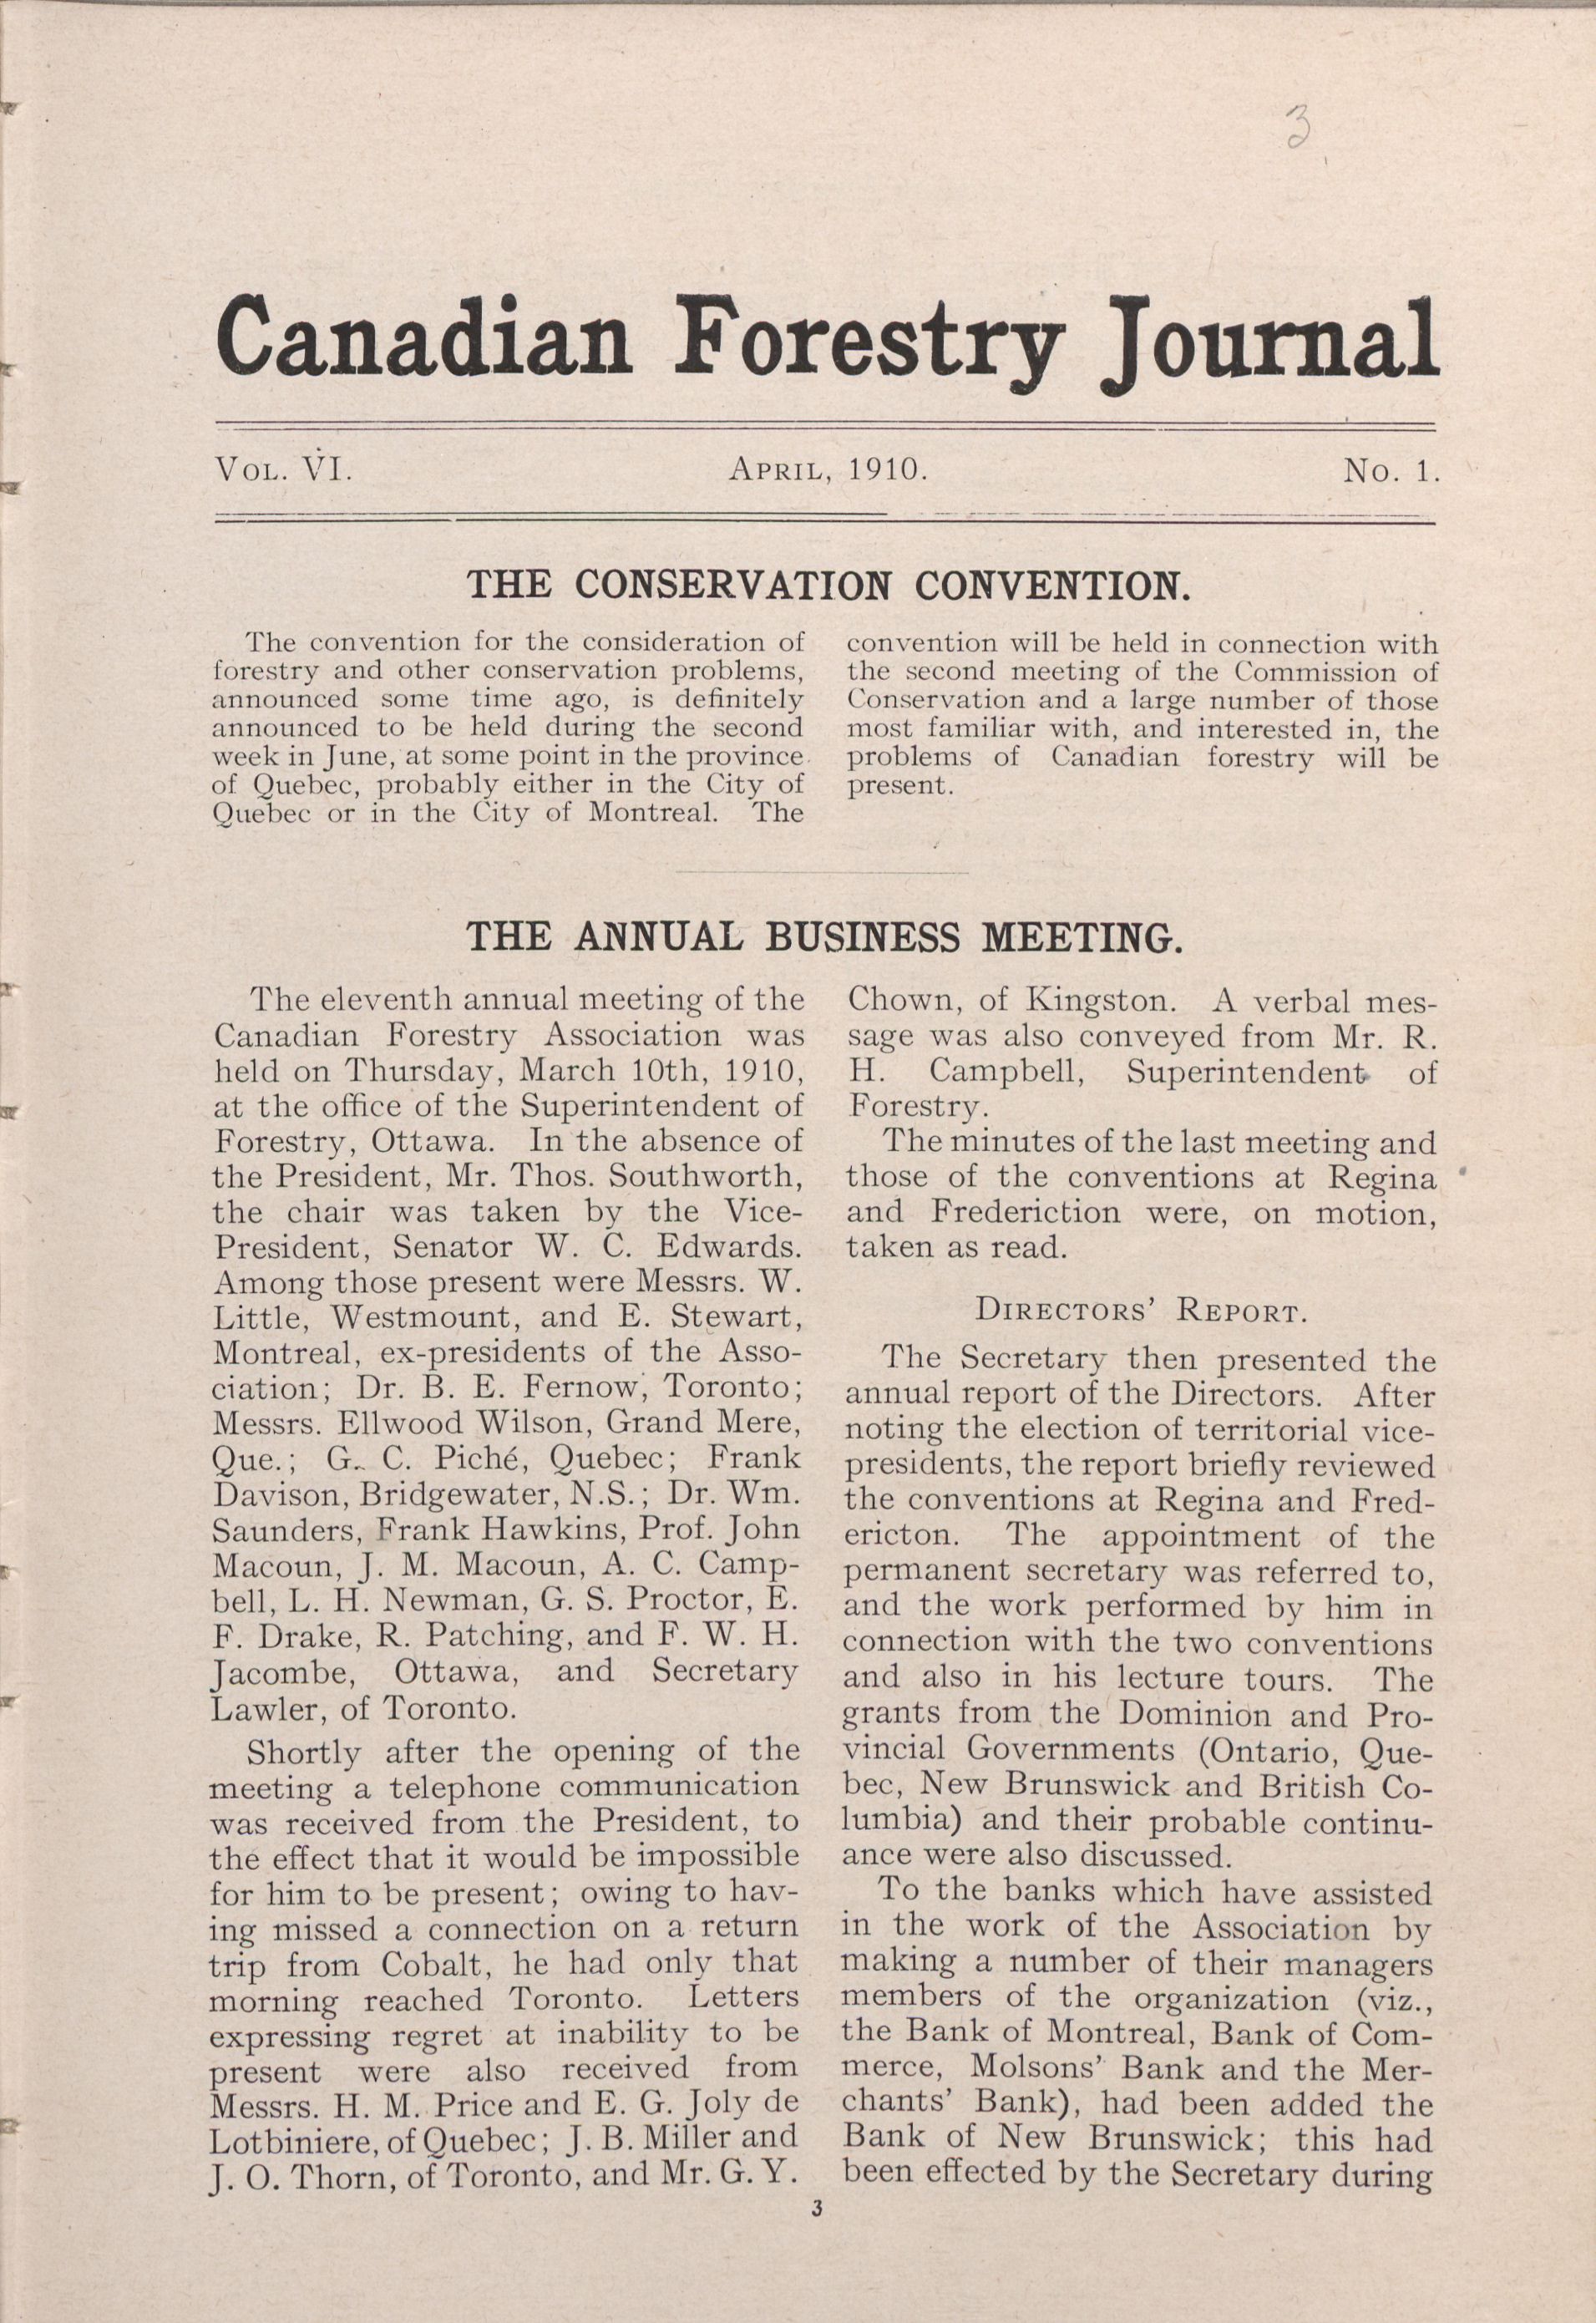 3
Canadian Forestry Journal
VOL. VI.
APRIL, 1910.
No. 1.
THE CONSERVATION CONVENTION.
The convention for the consideration of
forestry and other conservation problems,
announced some time ago, is definitely
announced to be held during the second
week in June, at some point in the province
of Quebec, probably either in the City of
Quebec or in the City of Montreal. The
convention will be held in connection with
the second meeting of the Commission of
Conservation and a large number of those
most familiar with, and interested in, the
problems of Canadian forestry will be
present.
THE ANNUAL BUSINESS MEETING.
The eleventh annual meeting of the
Canadian Forestry Association was
held on Thursday, March 10th, 1910,
at the office of the Superintendent of
Forestry, Ottawa. In the absence of
the President, Mr. Thos. Southworth,
the chair was taken by the Vice-
President, Senator W. C. Edwards.
Among those present were Messrs. W.
Little, Westmount, and E. Stewart,
Montreal, ex-presidents of the Asso-
ciation; Dr. B. E. Fernow, Toronto;
Messrs. Ellwood Wilson, Grand Mere,
Que.; G. C. Piché, Quebec; Frank
Davison, Bridgewater, N.S.; Dr. Wm.
Saunders, Frank Hawkins, Prof. John
Macoun, J. M. Macoun, A. C. Camp-
bell, L. H. Newman, G. S. Proctor, E.
F. Drake, R. Patching, and F. W. H.
Jacombe, Ottawa, and Secretary
Lawler, of Toronto.
Shortly after the opening of the
meeting a telephone communication
was received from the President, to
the effect that it would be impossible
for him to be present; owing to hav-
ing missed a connection on a return
trip from Cobalt, he had only that
morning reached Toronto. Letters
expressing regret at inability to be
present were also received from
Messrs. H. M. Price and E. G. Joly de
Lotbiniere, of Quebec; J. B. Miller and
J. O. Thorn, of Toronto, and Mr. G. Y.
Chown, of Kingston. A verbal mes-
sage was also conveyed from Mr. R.
H. Campbell, Superintendent of
Forestry.
The minutes of the last meeting and
those of the conventions at Regina
and Frederiction were, on motion,
taken as read.
DIRECTORS' REPORT.
The Secretary then presented the
annual report of the Directors. After
noting the election of territorial vice-
presidents, the report briefly reviewed
the conventions at Regina and Fred-
ericton. The appointment of the
permanent secretary was referred to,
and the work performed by him in
connection with the two conventions
and also in his lecture tours. The
grants from the Dominion and Pro-
vincial Governments (Ontario, Que-
bec, New Brunswick and British Co-
lumbia) and their probable continu-
ance were also discussed.
To the banks which have assisted
in the work of the Association by
making a number of their managers
members of the organization (viz.,
the Bank of Montreal, Bank of Com-
merce, Molsons' Bank and the Mer-
chants' Bank), had been added the
Bank of New Brunswick; this had
been effected by the Secretary during
3